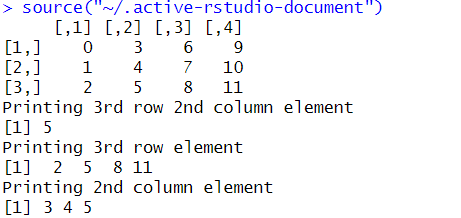 > source("~/.active-rstudio-document")
     [,1] [,2] [,3] [,4]
[1,]    0    3    6    9
[2,]    1    4    7   10
[3,]    2    5    8   11
Printing 3rd row 2nd column element
[1] 5
Printing 3rd row element
[1]  2  5  8 11
Printing 2nd column element
[1] 3 4 5